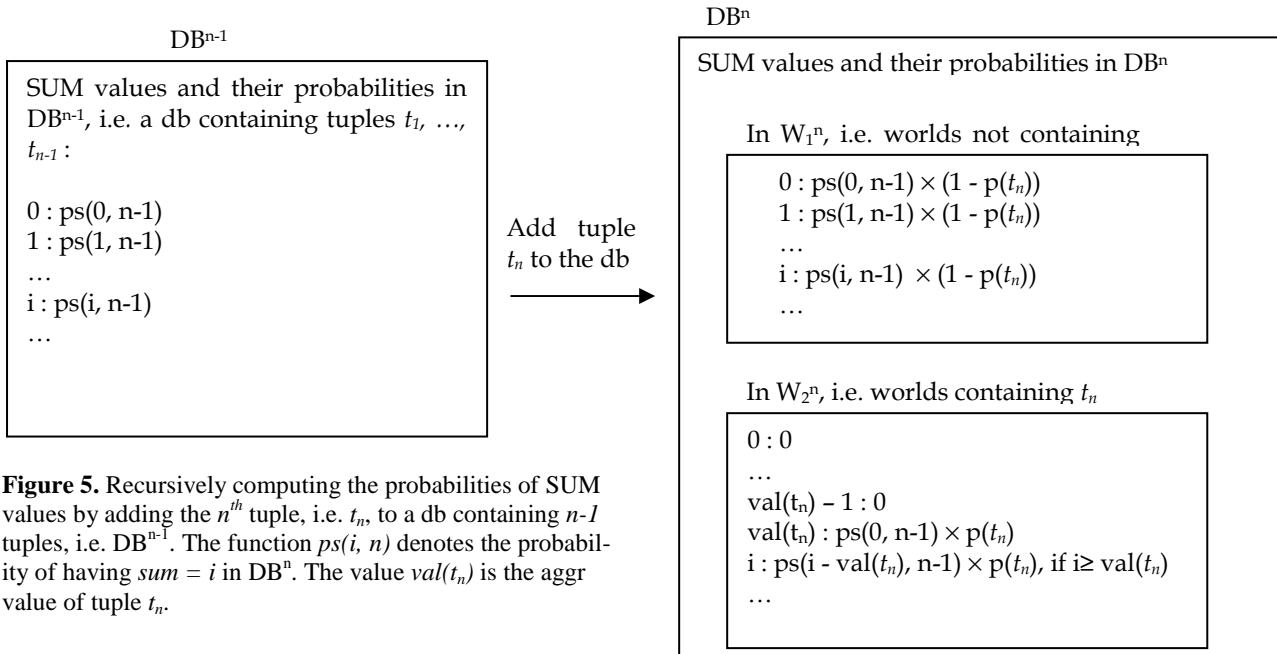 DBⁿ⁻¹
SUM values and their probabilities in
DBⁿ⁻¹, i.e. a db containing tuples t₁, …,
tₙ₋₁ :
0 : ps(0, n-1)
1 : ps(1, n-1)
…
i : ps(i, n-1)
…
Add tuple
tₙ to the db
DBⁿ
SUM values and their probabilities in DBⁿ
In W₁ⁿ, i.e. worlds not containing
0 : ps(0, n-1) × (1 - p(tₙ))
1 : ps(1, n-1) × (1 - p(tₙ))
…
i : ps(i, n-1) × (1 - p(tₙ))
…
In W₂ⁿ, i.e. worlds containing tₙ
0 : 0
…
val(tₙ) – 1 : 0
val(tₙ) : ps(0, n-1) × p(tₙ)
i : ps(i - val(tₙ), n-1) × p(tₙ), if i≥ val(tₙ)
…
Figure 5. Recursively computing the probabilities of SUM
values by adding the nᵗʰ tuple, i.e. tₙ, to a db containing n-1
tuples, i.e. DBⁿ⁻¹. The function ps(i, n) denotes the probabil-
ity of having sum = i in DBⁿ. The value val(tₙ) is the aggr
value of tuple tₙ.